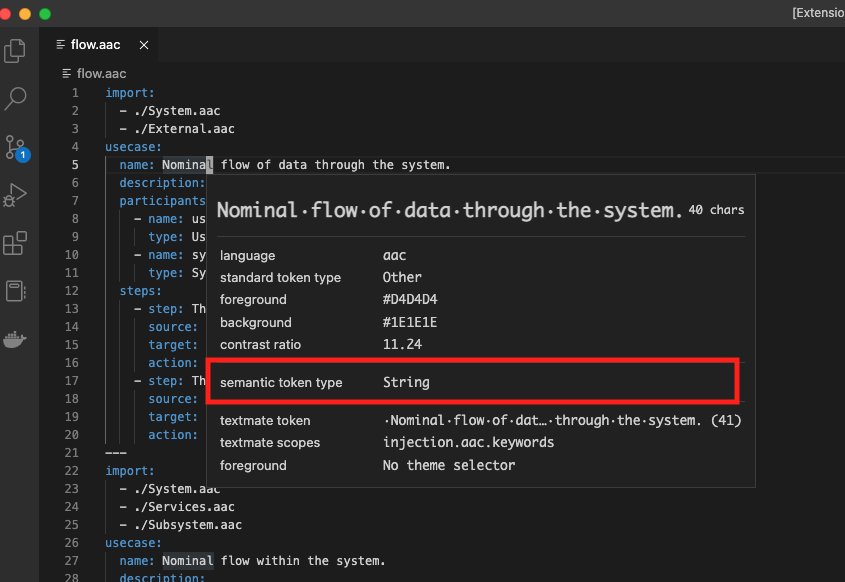 [Extensio
flow.aac
flow.aac
1 import:
2 - ./System.aac
3 - ./External.aac
4 usecase:
5 name: Nominal flow of data through the system.
6 description:
7 participants
8 - name: us
9 type: Us
10 - name: sy
11 type: Sy
12 steps:
13 - step: Th
14 source:
15 target:
16 action:
17 - step: Th
18 source:
19 target:
20 action:
21 ---
22 import:
23 - ./System.aac
24 - ./Services.aac
25 - ./Subsystem.aac
26 usecase:
27 name: Nominal flow within the system.
28 description:
1
Nominal·flow·of·data·through·the·system. 40 chars
language aac
standard token type Other
foreground #D4D4D4
background #1E1E1E
contrast ratio 11.24
semantic token type String
textmate token ·Nominal·flow·of·dat…·through·the·system. (41)
textmate scopes injection.aac.keywords
foreground No theme selector